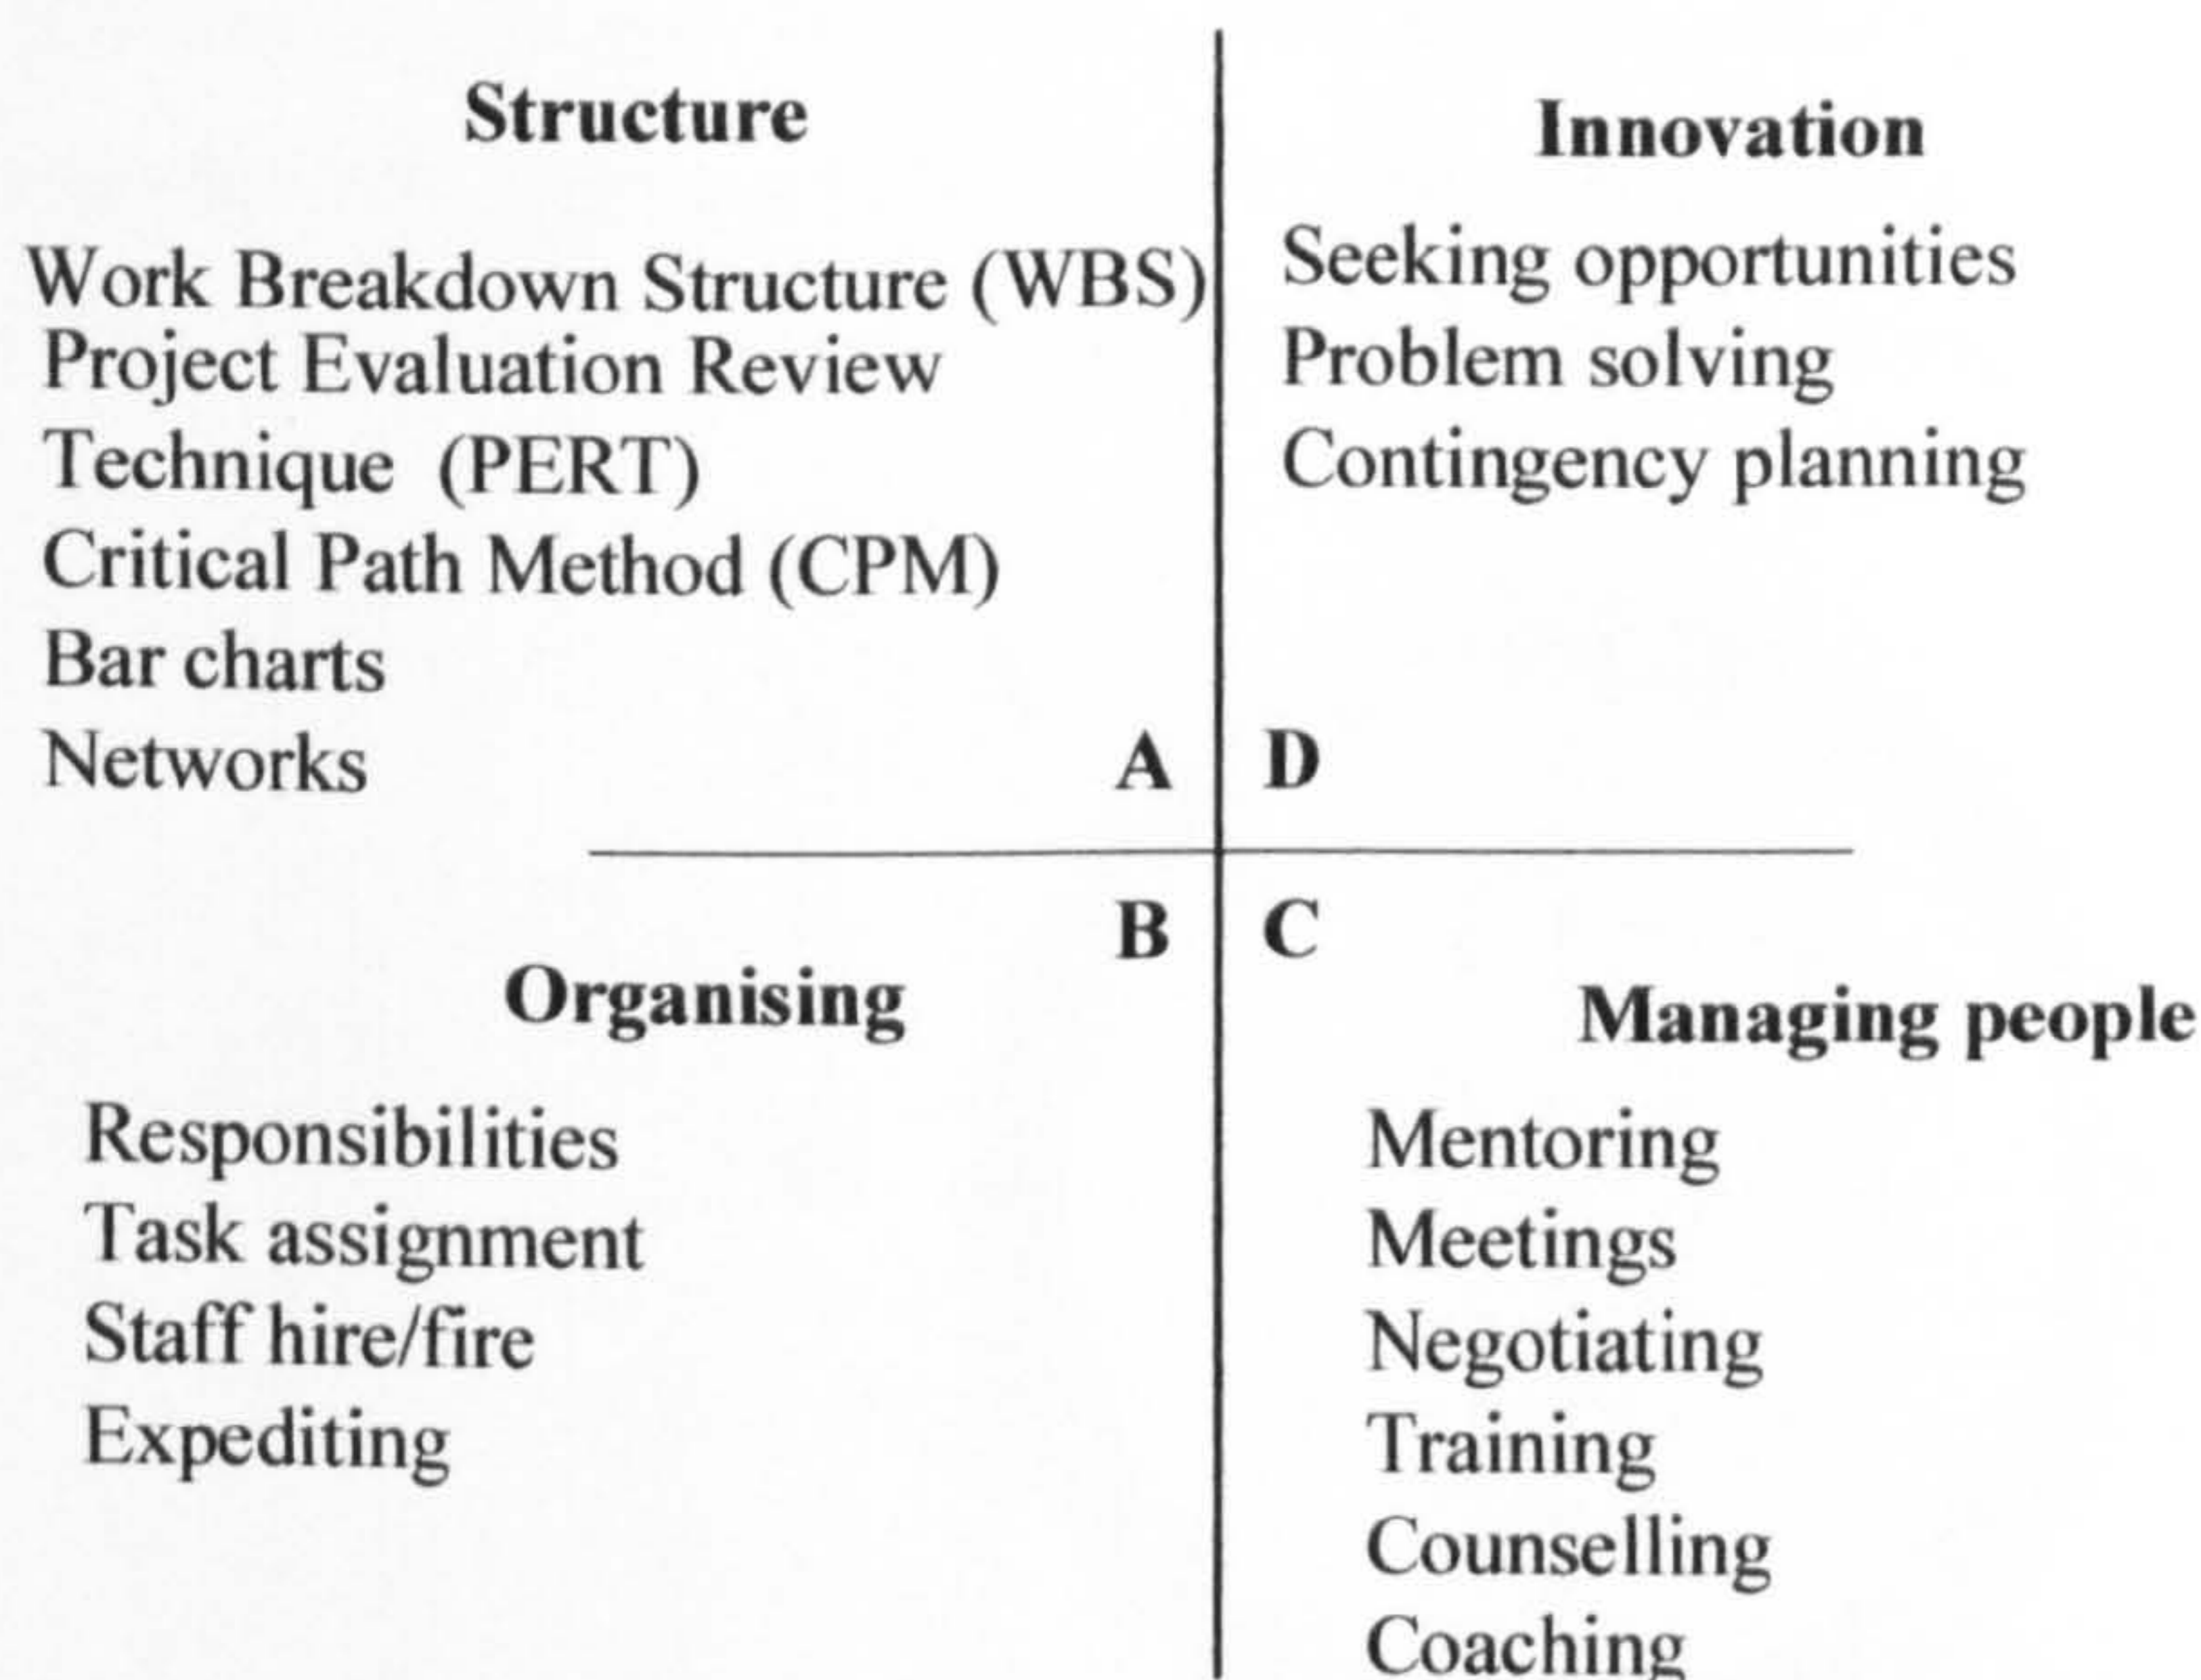 Structure
Work Breakdown Structure (WBS)
Project Evaluation Review
Technique (PERT)
Critical Path Method (CPM)
Bar charts
Networks
A
Innovation
Seeking opportunities
Problem solving
Contingency planning
D
B
Organising
Responsibilities
Task assignment
Staff hire/fire
Expediting
C
Managing people
Mentoring
Meetings
Negotiating
Training
Counselling
Coaching